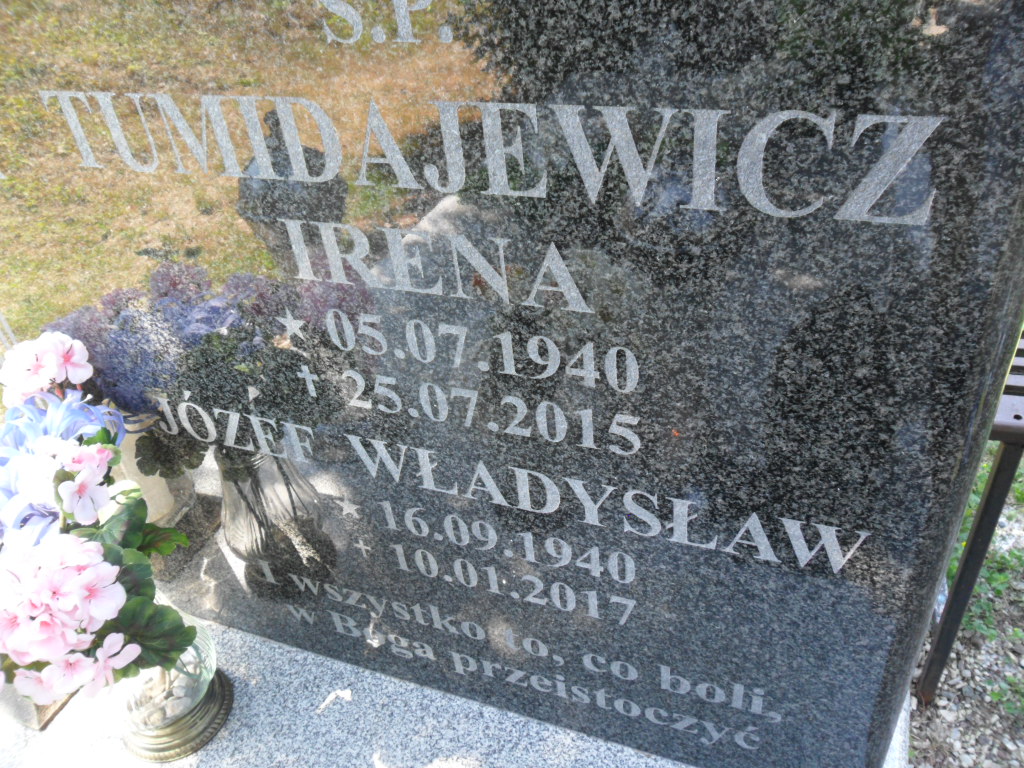 Ś.P.
TUMIDAJEWICZ
IRENA
★ 05.07.1940
✝ 25.07.2015
JÓZEF WŁADYSŁAW
★ 16.09.1940
✝ 10.01.2017
I wszystko to, co boli,
w Boga przeistoczyć